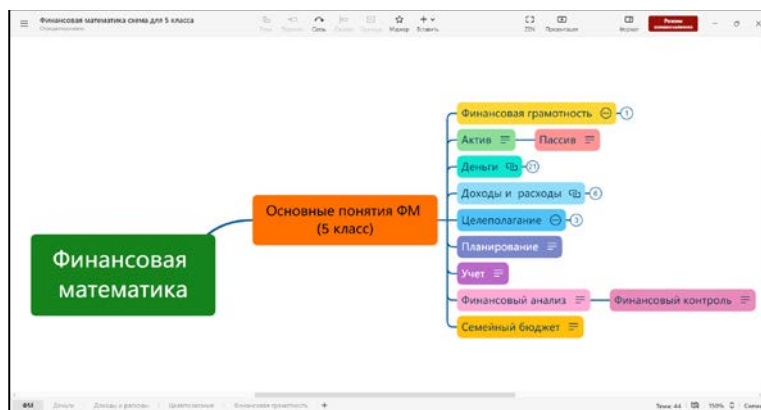 Финансовая математика схема для 5 класса
Связь
Маркер
Вставить
Презентация
Формат
Режим
Финансовая грамотность
1
Актив
Пассив
Деньги
21
Доходы и расходы
6
Основные понятия ФМ
(5 класс)
Целеполагание
3
Планирование
Финансовая
математика
Учет
Финансовый анализ
Финансовый контроль
Семейный бюджет
ФМ
Деньги
Доходы и расходы
Целеполагание
Финансовая грамотность
Темы: 44
150%